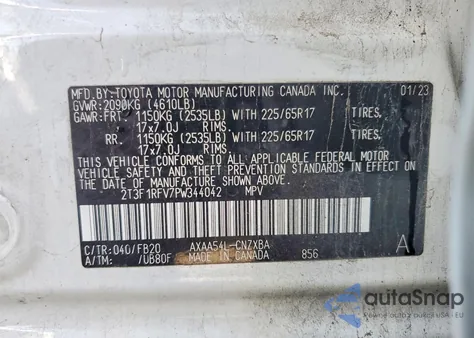 MFD.BY:TOYOTA MOTOR MANUFACTURING CANADA INC. 01/23
GVWR:2090KG (4610LB)
GAWR:FRT. 1150KG (2535LB) WITH 225/65R17 TIRES,
17x7.0J RIMS.
RR. 1150KG (2535LB) WITH 225/65R17 TIRES,
17x7.0J RIMS.
THIS VEHICLE CONFORMS TO ALL APPLICABLE FEDERAL MOTOR
VEHICLE SAFETY, BUMPER, AND THEFT PREVENTION STANDARDS IN EFFECT
ON THE DATE OF MANUFACTURE SHOWN ABOVE.
2T3F1RFV7PW344042 MPV
C/TR:040/FB20 AXAA54L-CNZXBA A
A/TM: /UB80F MADE IN CANADA 856
autoSnap